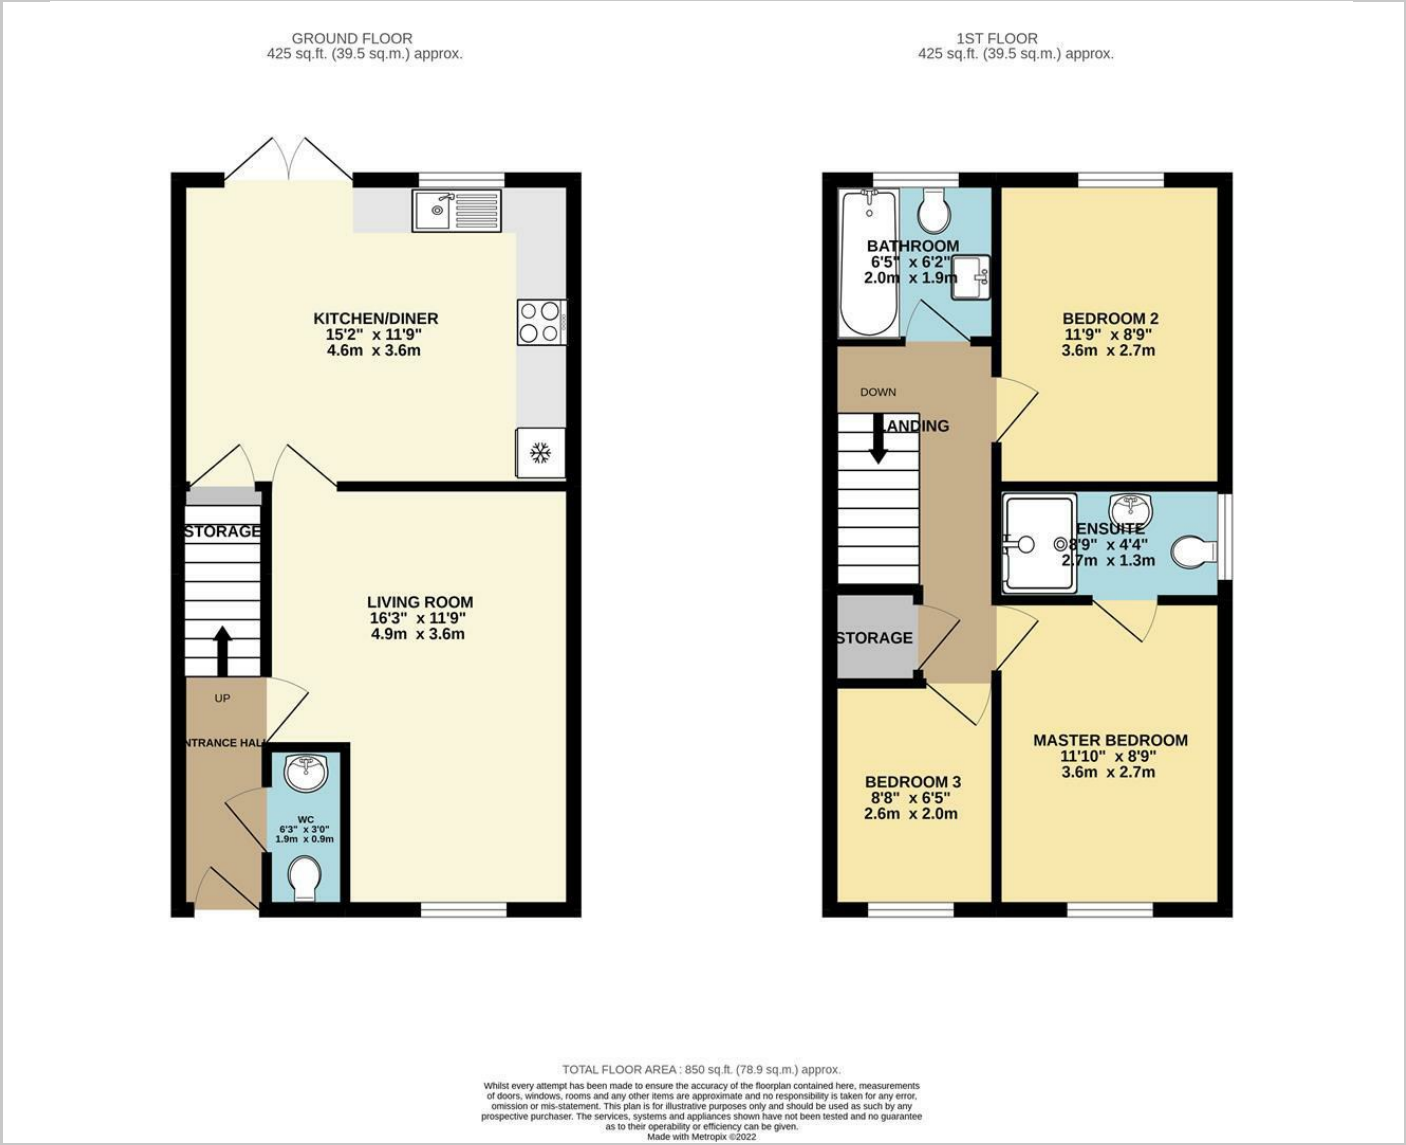 GROUND FLOOR
425 sq.ft. (39.5 sq.m.) approx.
1ST FLOOR
425 sq.ft. (39.5 sq.m.) approx.
KITCHEN/DINER
15'2" x 11'9"
4.6m x 3.6m
STORAGE
LIVING ROOM
16'3" x 11'9"
4.9m x 3.6m
UP
NTRANCE HALL
WC
6'3" x 3'0"
1.9m x 0.9m
BATHROOM
6'5" x 6'2"
2.0m x 1.9m
BEDROOM 2
11'9" x 8'9"
3.6m x 2.7m
DOWN
LANDING
ENSUITE
8'9" x 4'4"
2.7m x 1.3m
STORAGE
MASTER BEDROOM
11'10" x 8'9"
3.6m x 2.7m
BEDROOM 3
8'8" x 6'5"
2.6m x 2.0m
TOTAL FLOOR AREA : 850 sq.ft. (78.9 sq.m.) approx.
Whilst every attempt has been made to ensure the accuracy of the floorplan contained here, measurements
of doors, windows, rooms and any other items are approximate and no responsibility is taken for any error,
omission or mis-statement. This plan is for illustrative purposes only and should be used as such by any
prospective purchaser. The services, systems and appliances shown have not been tested and no guarantee
as to their operability or efficiency can be given.
Made with Metropix ©2022